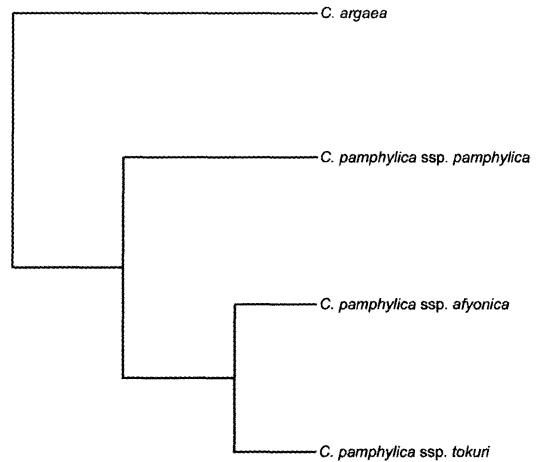 C. argaea
C. pamphylica ssp. pamphylica
C. pamphylica ssp. afyonica
C. pamphylica ssp. tokuri